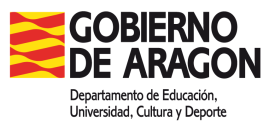 GOBIERNO
DE ARAGON
Departamento de Educación,
Universidad, Cultura y Deporte